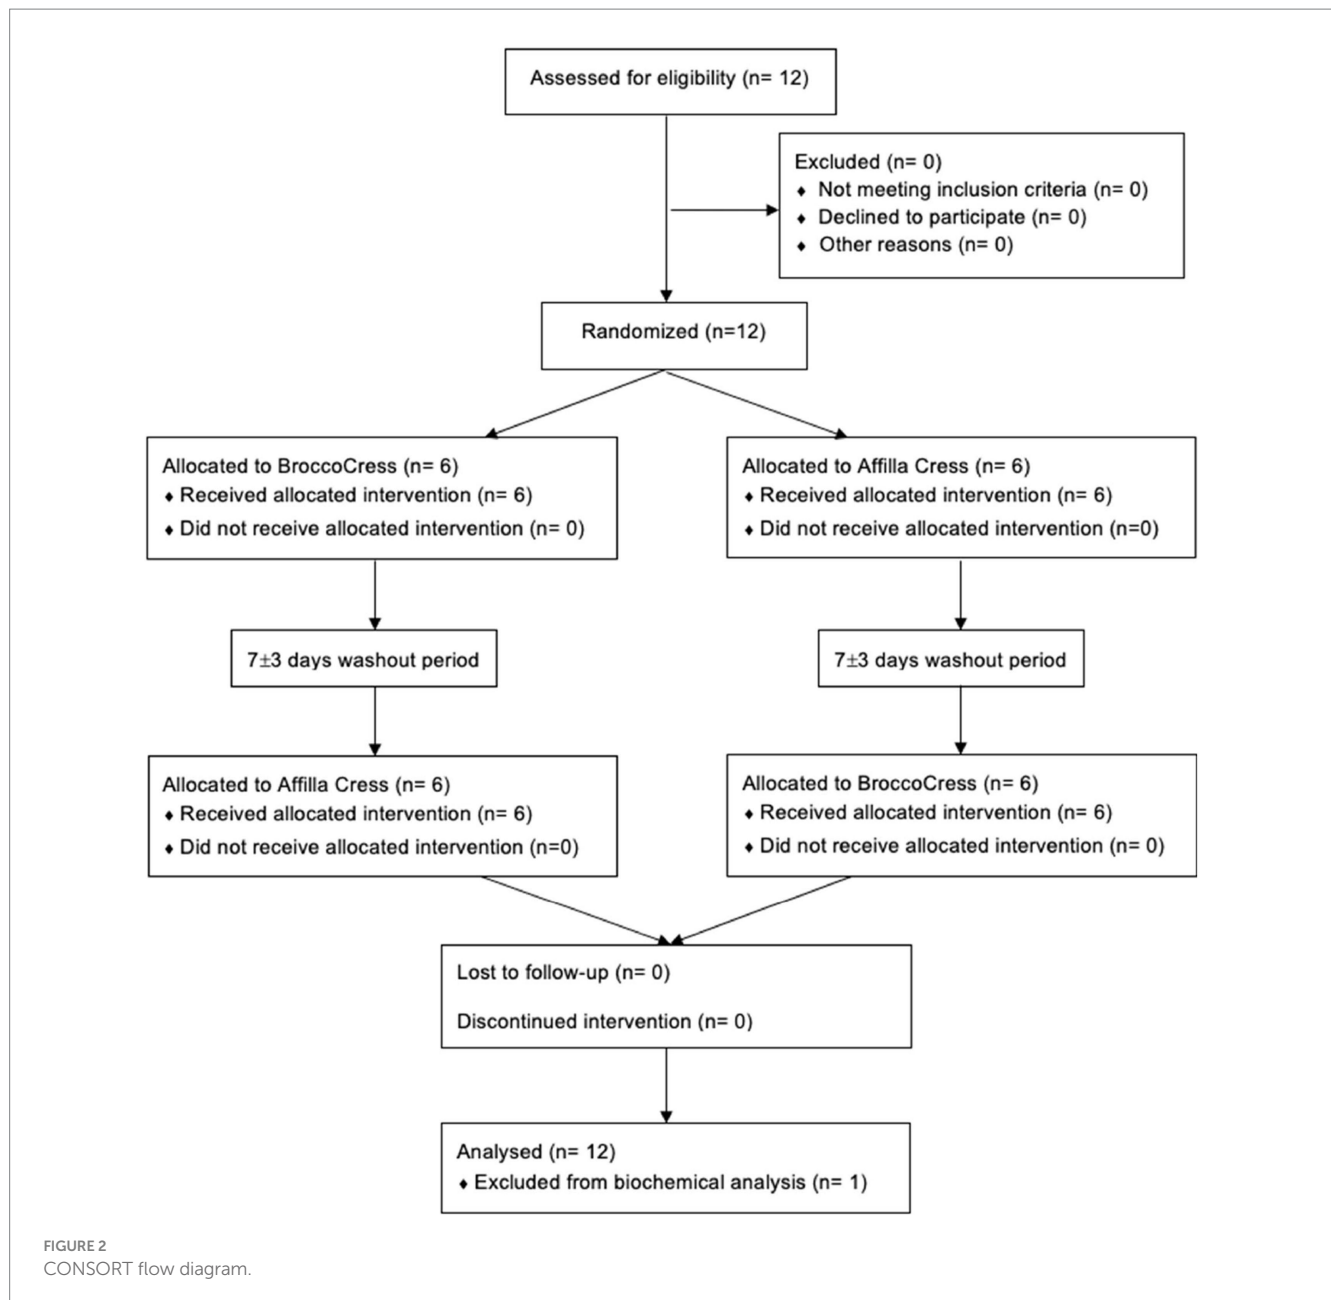 Assessed for eligibility (n= 12)
Excluded (n= 0)
♦ Not meeting inclusion criteria (n= 0)
♦ Declined to participate (n= 0)
♦ Other reasons (n= 0)
Randomized (n=12)
Allocated to BroccoCress (n= 6)
♦ Received allocated intervention (n= 6)
♦ Did not receive allocated intervention (n= 0)
Allocated to Affilla Cress (n= 6)
♦ Received allocated intervention (n= 6)
♦ Did not receive allocated intervention (n=0)
7±3 days washout period
7±3 days washout period
Allocated to Affilla Cress (n= 6)
♦ Received allocated intervention (n= 6)
♦ Did not receive allocated intervention (n=0)
Allocated to BroccoCress (n= 6)
♦ Received allocated intervention (n= 6)
♦ Did not receive allocated intervention (n= 0)
Lost to follow-up (n= 0)
Discontinued intervention (n= 0)
Analysed (n= 12)
♦ Excluded from biochemical analysis (n= 1)
FIGURE 2
CONSORT flow diagram.